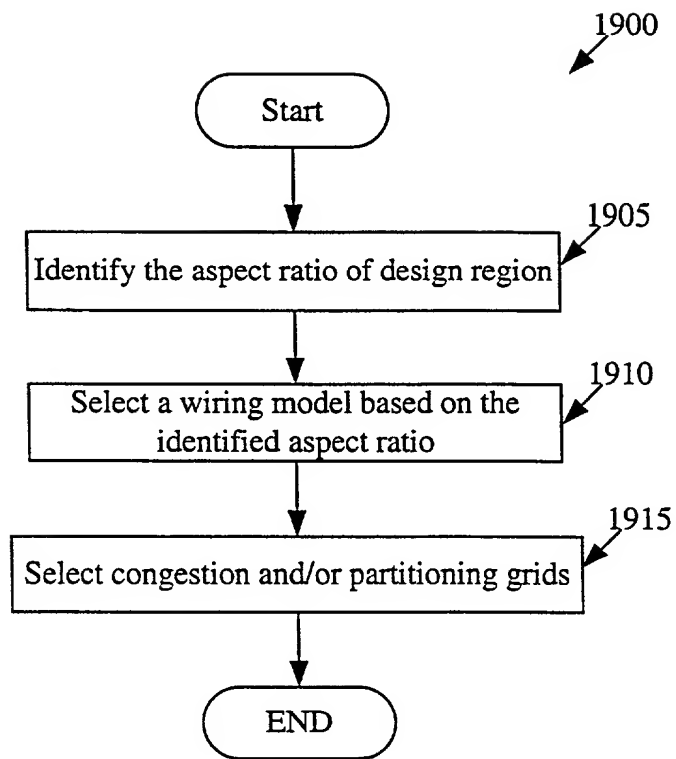 1900
Start
1905
Identify the aspect ratio of design region
1910
Select a wiring model based on the
identified aspect ratio
1915
Select congestion and/or partitioning grids
END